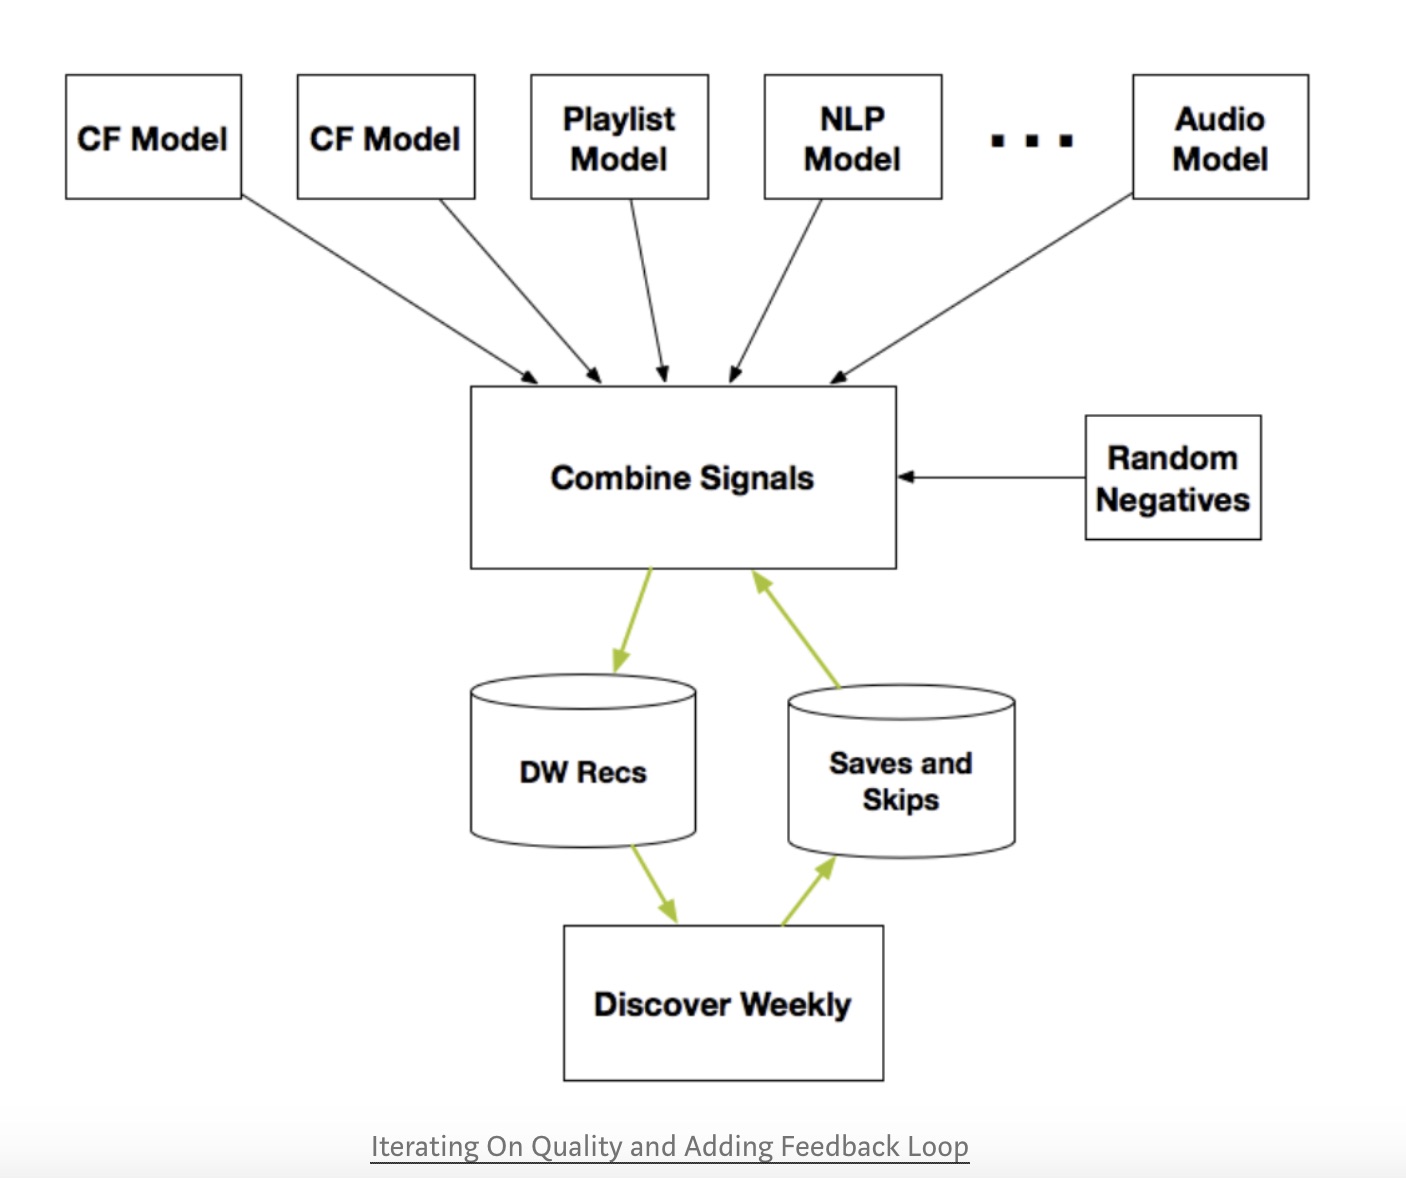 CF Model
CF Model
Playlist
Model
NLP
Model
...
Audio
Model
Combine Signals
Random
Negatives
DW Recs
Saves and
Skips
Discover Weekly
Iterating On Quality and Adding Feedback Loop